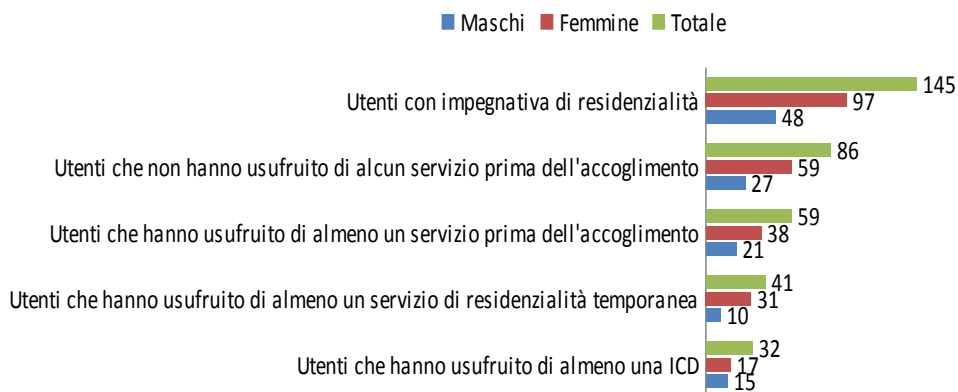 Maschi Femmine Totale
Utenti con impegnativa di residenzialità
145
97
48
Utenti che non hanno usufruito di alcun servizio prima dell'accoglimento
86
59
27
Utenti che hanno usufruito di almeno un servizio prima dell'accoglimento
59
38
21
Utenti che hanno usufruito di almeno un servizio di residenzialità temporanea
41
31
10
Utenti che hanno usufruito di almeno una ICD
32
17
15